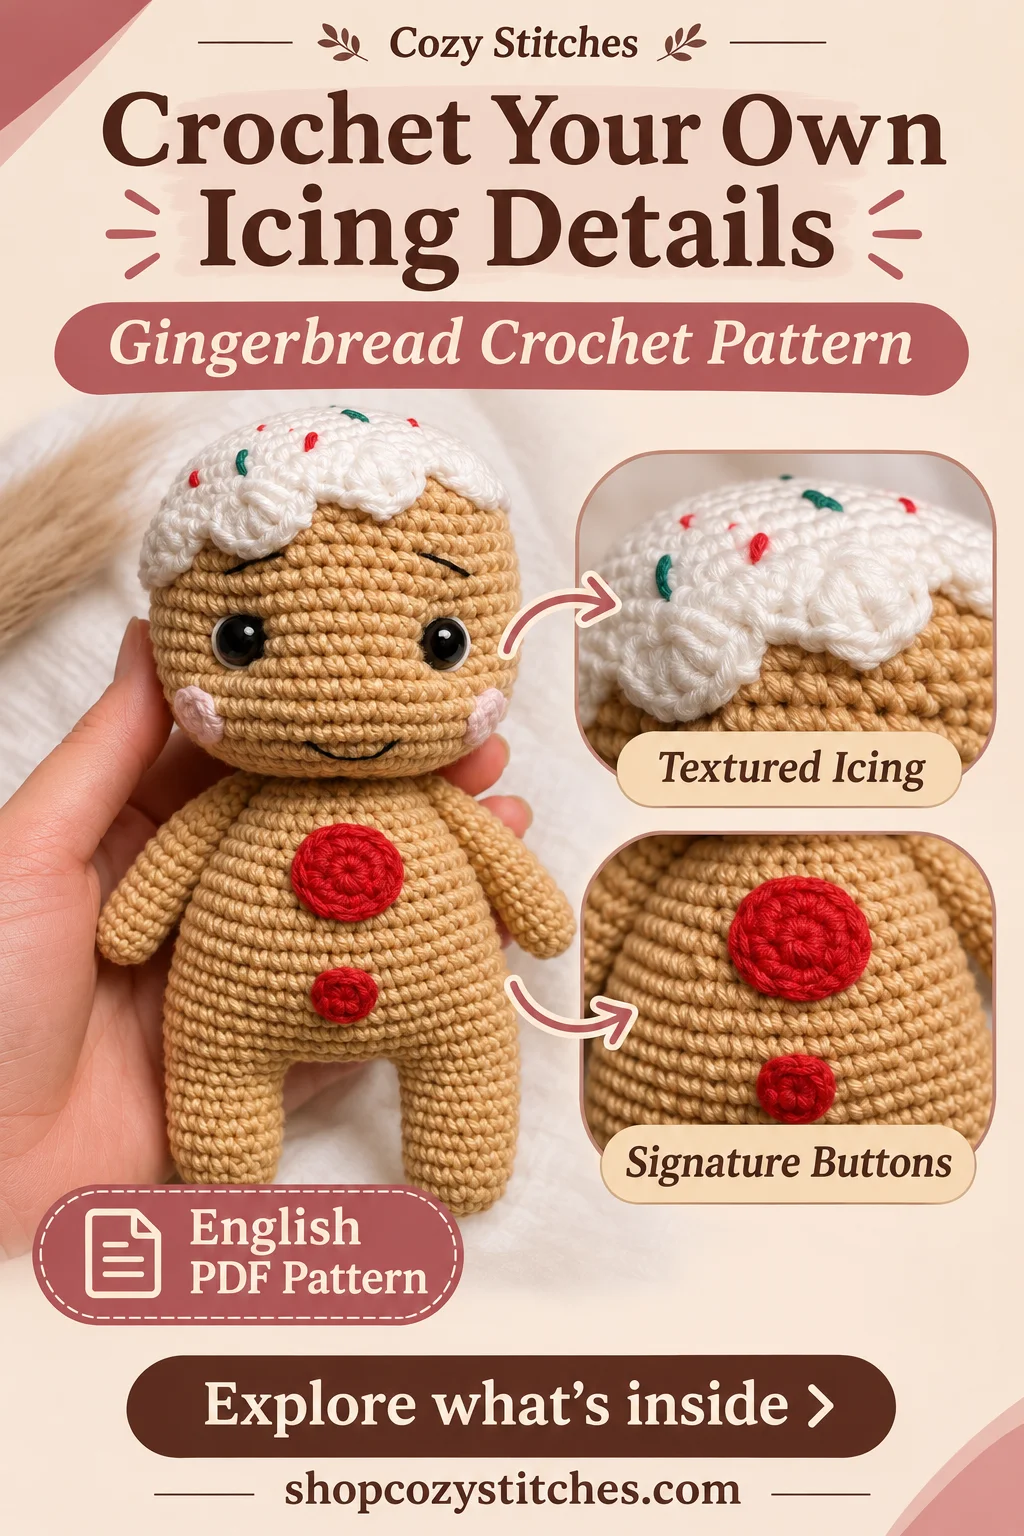 Cozy Stitches
Crochet Your Own
Icing Details
Gingerbread Crochet Pattern
Textured Icing
Signature Buttons
English
PDF Pattern
Explore what's inside
shopcozystitches.com